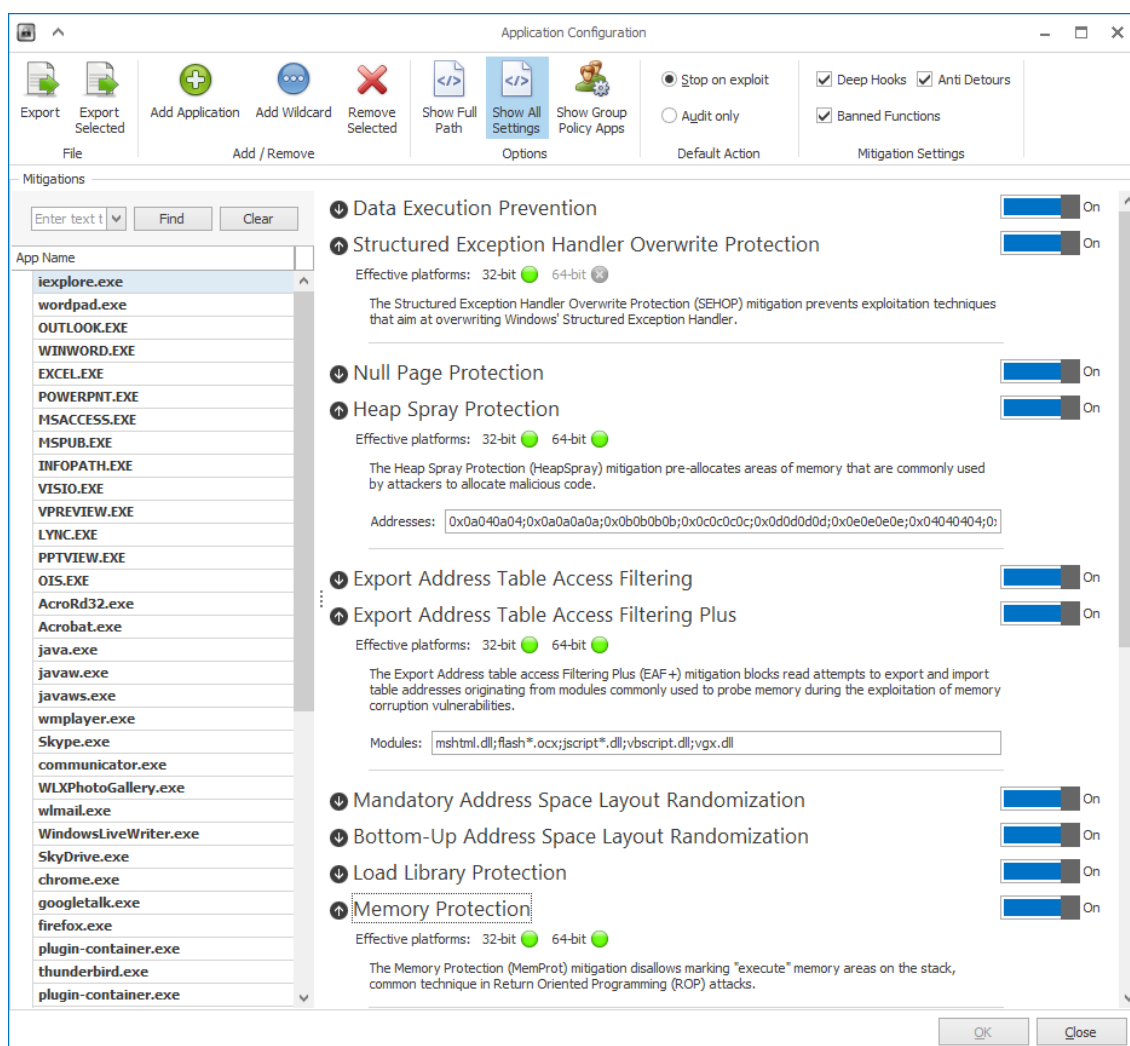 Application Configuration
Export
Export Selected
Add Application
Add Wildcard
Remove Selected
Show Full Path
Show All Settings
Show Group Policy Apps
Stop on exploit
Audit only
Deep Hooks
Anti Detours
Banned Functions
File
Add / Remove
Options
Default Action
Mitigation Settings
Mitigations
Enter text t
Find
Clear
App Name
iexplore.exe
wordpad.exe
OUTLOOK.EXE
WINWORD.EXE
EXCEL.EXE
POWERPNT.EXE
MSACCESS.EXE
MSPUB.EXE
INFOPATH.EXE
VISIO.EXE
VPREVIEW.EXE
LYNC.EXE
PPTVIEW.EXE
OIS.EXE
AcroRd32.exe
Acrobat.exe
java.exe
javaw.exe
javaws.exe
wmplayer.exe
Skype.exe
communicator.exe
WLXPhotoGallery.exe
wlmail.exe
WindowsLiveWriter.exe
SkyDrive.exe
chrome.exe
googletalk.exe
firefox.exe
plugin-container.exe
thunderbird.exe
plugin-container.exe
Data Execution Prevention On
Structured Exception Handler Overwrite Protection On
Effective platforms: 32-bit 64-bit
The Structured Exception Handler Overwrite Protection (SEHOP) mitigation prevents exploitation techniques
that aim at overwriting Windows' Structured Exception Handler.
Null Page Protection On
Heap Spray Protection On
Effective platforms: 32-bit 64-bit
The Heap Spray Protection (HeapSpray) mitigation pre-allocates areas of memory that are commonly used
by attackers to allocate malicious code.
Addresses: 0x0a040a04;0x0a0a0a0a;0x0b0b0b0b;0x0c0c0c0c;0x0d0d0d0d;0x0e0e0e0e;0x04040404;0
Export Address Table Access Filtering On
Export Address Table Access Filtering Plus On
Effective platforms: 32-bit 64-bit
The Export Address table access Filtering Plus (EAF+) mitigation blocks read attempts to export and import
table addresses originating from modules commonly used to probe memory during the exploitation of memory
corruption vulnerabilities.
Modules: mshtml.dll;flash*.ocx;jscript*.dll;vbscript.dll;vgx.dll
Mandatory Address Space Layout Randomization On
Bottom-Up Address Space Layout Randomization On
Load Library Protection On
Memory Protection On
Effective platforms: 32-bit 64-bit
The Memory Protection (MemProt) mitigation disallows marking "execute" memory areas on the stack,
common technique in Return Oriented Programming (ROP) attacks.
OK
Close